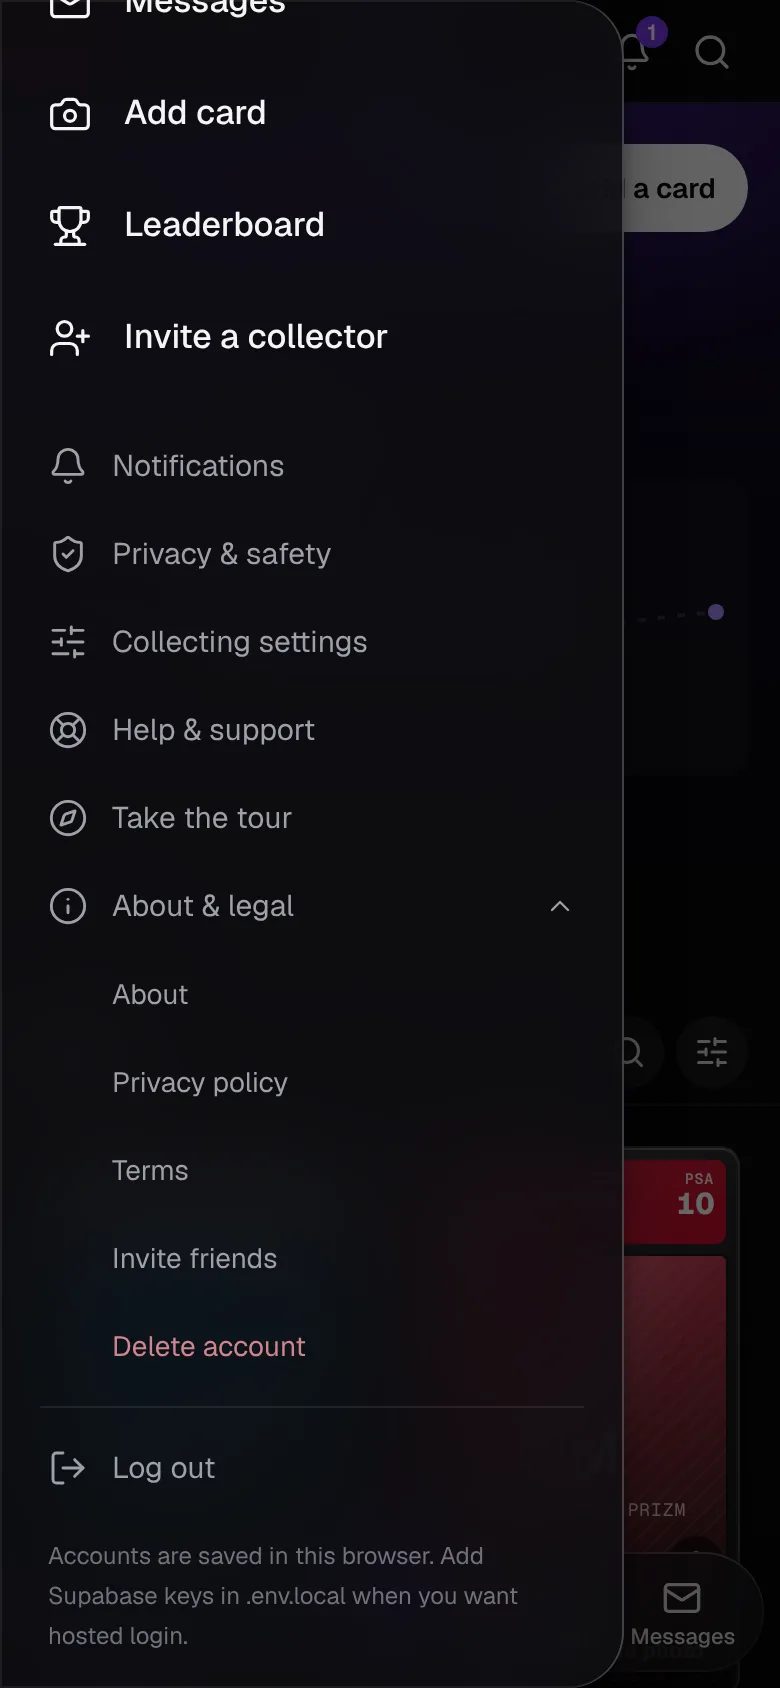 Messages
1
Add card
a card
Leaderboard
Invite a collector
Notifications
Privacy & safety
Collecting settings
Help & support
Take the tour
About & legal
About
Privacy policy
Terms
PSA
10
Invite friends
Delete account
Log out
PRIZM
Accounts are saved in this browser. Add
Supabase keys in .env.local when you want
hosted login.
Messages